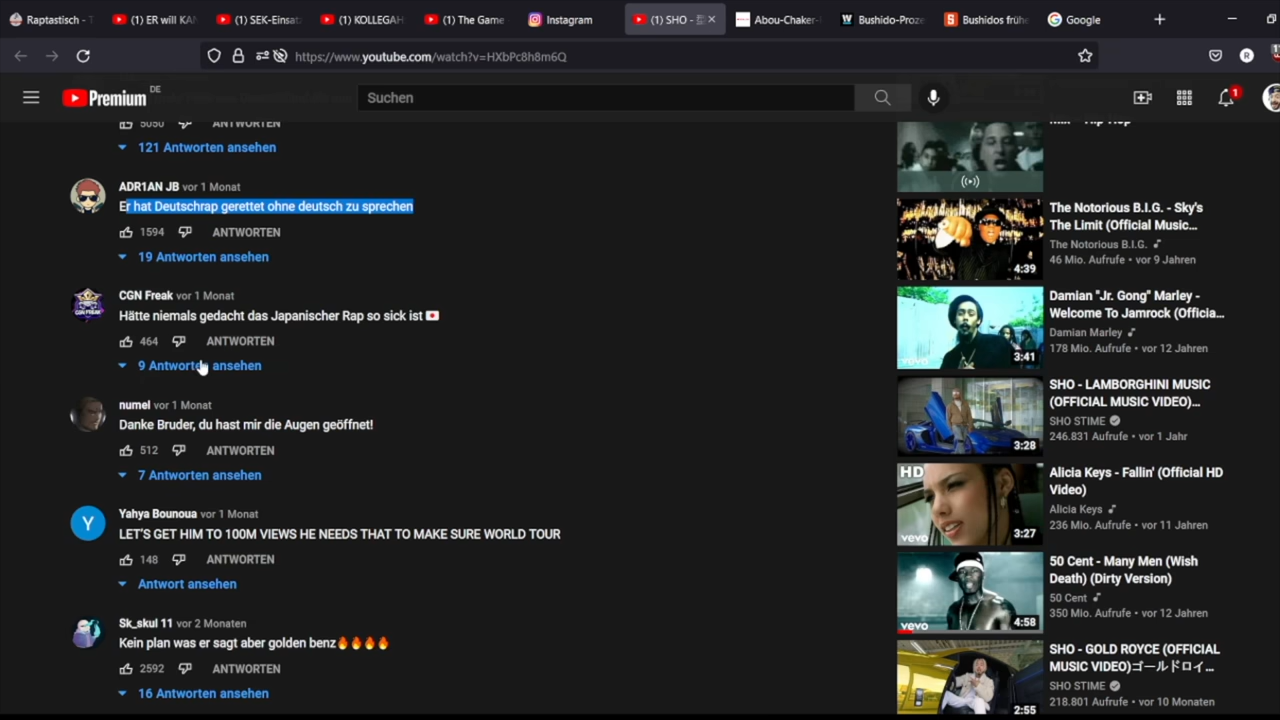 Raptastisch - T
(1) ER will KAN
(1) SEK-Einsatz
(1) KOLLEGAH
(1) The Game
Instagram
(1) SHO -
Abou-Chaker-
Bushido-Proze
Bushidos frühe
Google
https://www.youtube.com/watch?v=HXbPc8h8m6Q
Premium DE
Suchen
1
5050 ANTWORTEN
121 Antworten ansehen
ADR1AN JB vor 1 Monat
Er hat Deutschrap gerettet ohne deutsch zu sprechen
1594 ANTWORTEN
19 Antworten ansehen
CGN Freak vor 1 Monat
Hätte niemals gedacht das Japanischer Rap so sick ist 🇯🇵
464 ANTWORTEN
9 Antworten ansehen
numel vor 1 Monat
Danke Bruder, du hast mir die Augen geöffnet!
512 ANTWORTEN
7 Antworten ansehen
Yahya Bounoua vor 1 Monat
LET'S GET HIM TO 100M VIEWS HE NEEDS THAT TO MAKE SURE WORLD TOUR
148 ANTWORTEN
Antwort ansehen
Sk_skul 11 vor 2 Monaten
Kein plan was er sagt aber golden benz🔥🔥🔥🔥
2592 ANTWORTEN
16 Antworten ansehen
The Notorious B.I.G. - Sky's
The Limit (Official Music...
The Notorious B.I.G.
46 Mio. Aufrufe • vor 9 Jahren
4:39
Damian "Jr. Gong" Marley -
Welcome To Jamrock (Officia...
Damian Marley
178 Mio. Aufrufe • vor 12 Jahren
vevo
3:41
SHO - LAMBORGHINI MUSIC
(OFFICIAL MUSIC VIDEO)...
SHO STIME
246.831 Aufrufe • vor 1 Jahr
3:28
HD
Alicia Keys - Fallin' (Official HD
Video)
Alicia Keys
236 Mio. Aufrufe • vor 11 Jahren
vevo
3:27
50 Cent - Many Men (Wish
Death) (Dirty Version)
50 Cent
350 Mio. Aufrufe • vor 12 Jahren
vevo
4:58
SHO - GOLD ROYCE (OFFICIAL
MUSIC VIDEO)ゴールドロイ...
SHO STIME
218.801 Aufrufe • vor 10 Monaten
2:55